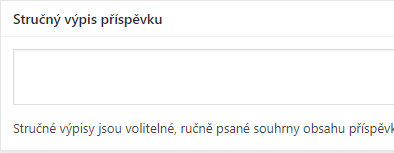 Stručný výpis příspěvku
Stručné výpisy jsou volitelné, ručně psané souhrny obsahu